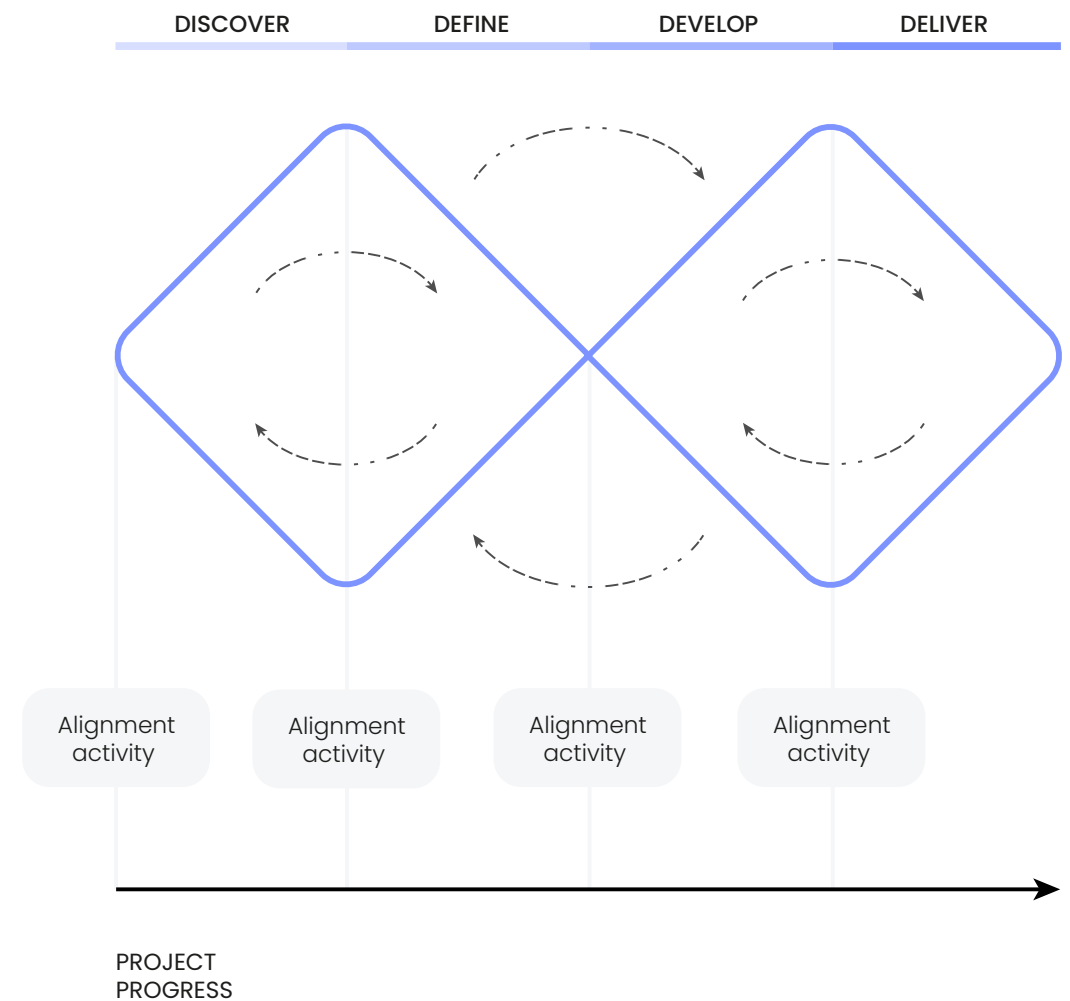 DISCOVER
DEFINE
DEVELOP
DELIVER
Alignment
activity
Alignment
activity
Alignment
activity
Alignment
activity
PROJECT
PROGRESS